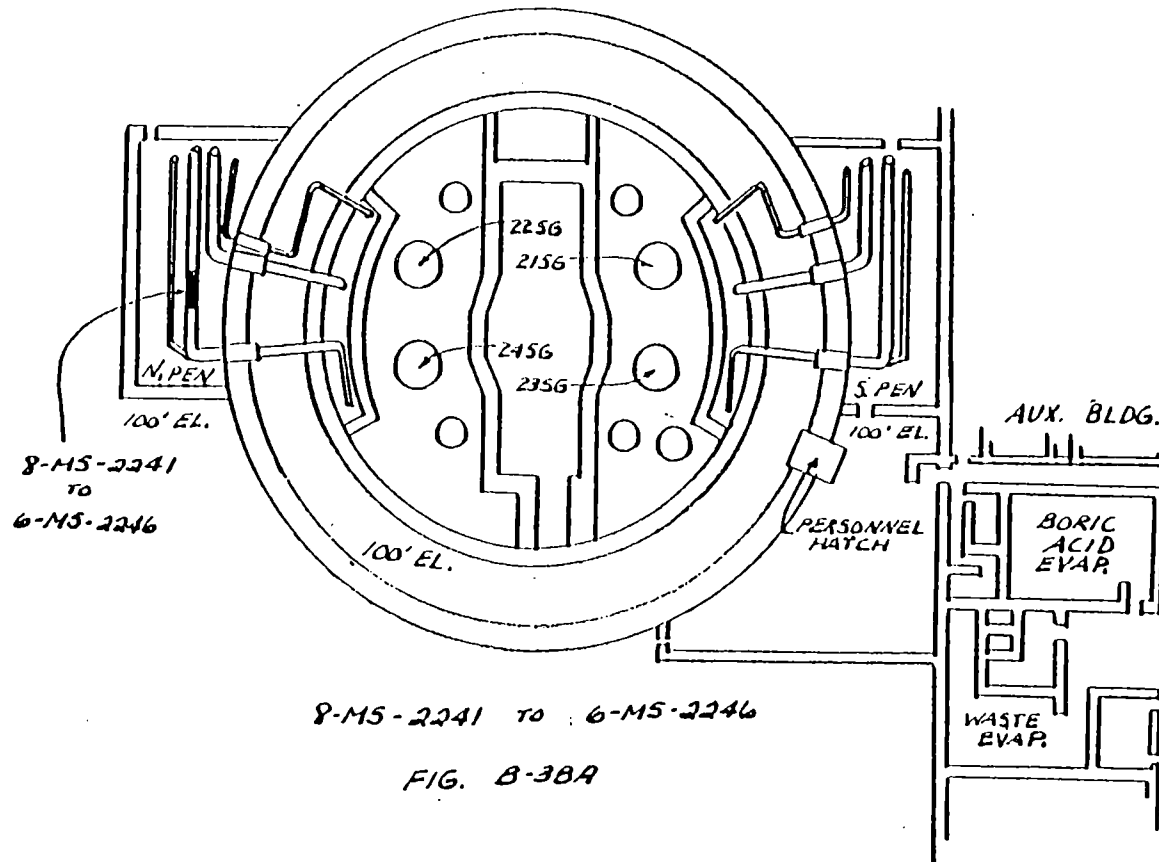 22SG
21SG
24SG
23SG
N. PEN
100' EL.
S. PEN
100' EL.
AUX. BLDG.
8-MS-2241
TO
6-MS-2246
100' EL.
PERSONNEL
HATCH
BORIC
ACID
EVAP.
WASTE
EVAP.
8-MS-2241 TO 6-MS-2246
FIG. B-38A